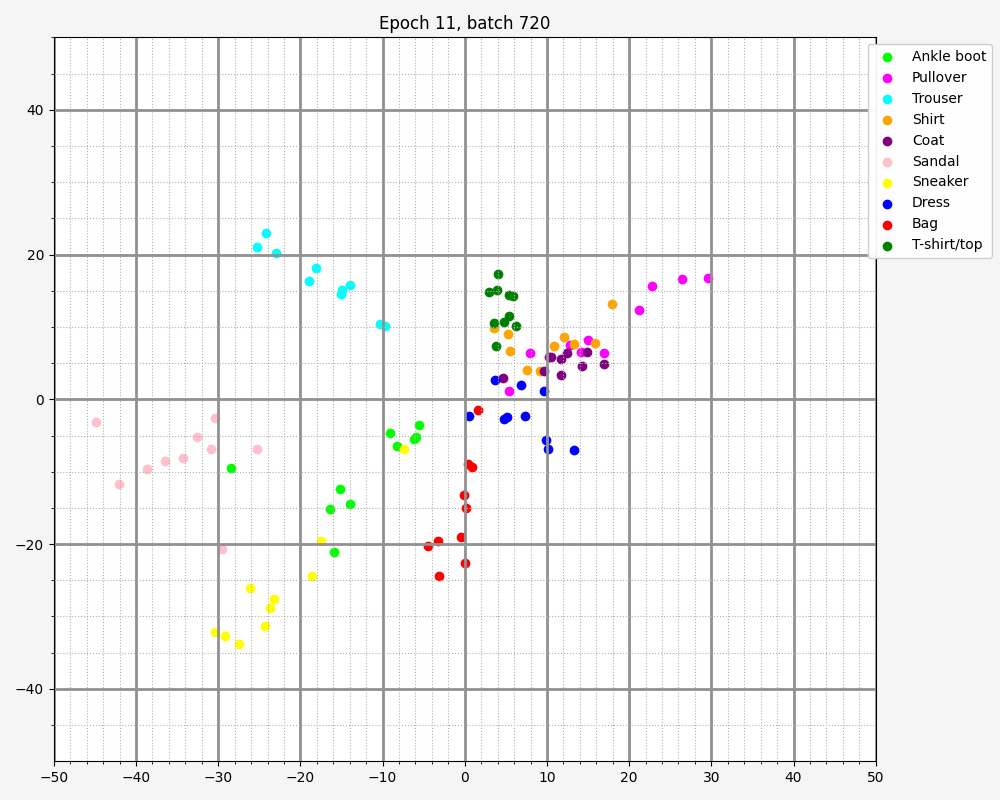 Epoch 11, batch 720
Ankle boot
Pullover
Trouser
Shirt
Coat
Sandal
Sneaker
Dress
Bag
T-shirt/top
40
20
0
−20
−40
−50 −40 −30 −20 −10 0 10 20 30 40 50